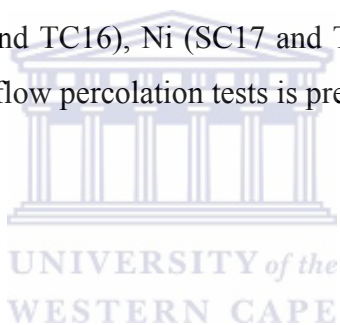 nd TC16), Ni (SC17 and T
flow percolation tests is pre
UNIVERSITY of the
WESTERN CAPE